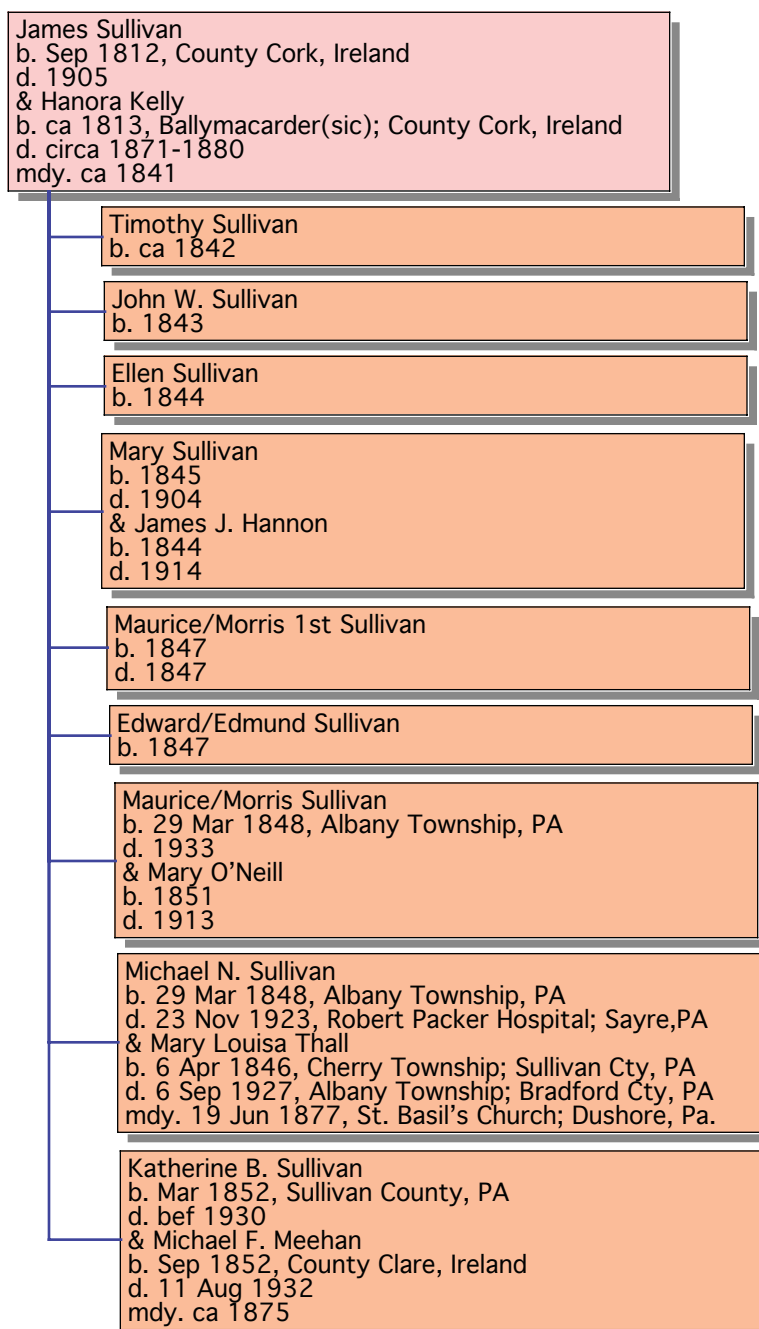 James Sullivan
b. Sep 1812, County Cork, Ireland
d. 1905
& Hanora Kelly
b. ca 1813, Ballymacarder(sic); County Cork, Ireland
d. circa 1871-1880
mdy. ca 1841
Timothy Sullivan
b. ca 1842
John W. Sullivan
b. 1843
Ellen Sullivan
b. 1844
Mary Sullivan
b. 1845
d. 1904
& James J. Hannon
b. 1844
d. 1914
Maurice/Morris 1st Sullivan
b. 1847
d. 1847
Edward/Edmund Sullivan
b. 1847
Maurice/Morris Sullivan
b. 29 Mar 1848, Albany Township, PA
d. 1933
& Mary O'Neill
b. 1851
d. 1913
Michael N. Sullivan
b. 29 Mar 1848, Albany Township, PA
d. 23 Nov 1923, Robert Packer Hospital; Sayre,PA
& Mary Louisa Thall
b. 6 Apr 1846, Cherry Township; Sullivan Cty, PA
d. 6 Sep 1927, Albany Township; Bradford Cty, PA
mdy. 19 Jun 1877, St. Basil's Church; Dushore, Pa.
Katherine B. Sullivan
b. Mar 1852, Sullivan County, PA
d. bef 1930
& Michael F. Meehan
b. Sep 1852, County Clare, Ireland
d. 11 Aug 1932
mdy. ca 1875